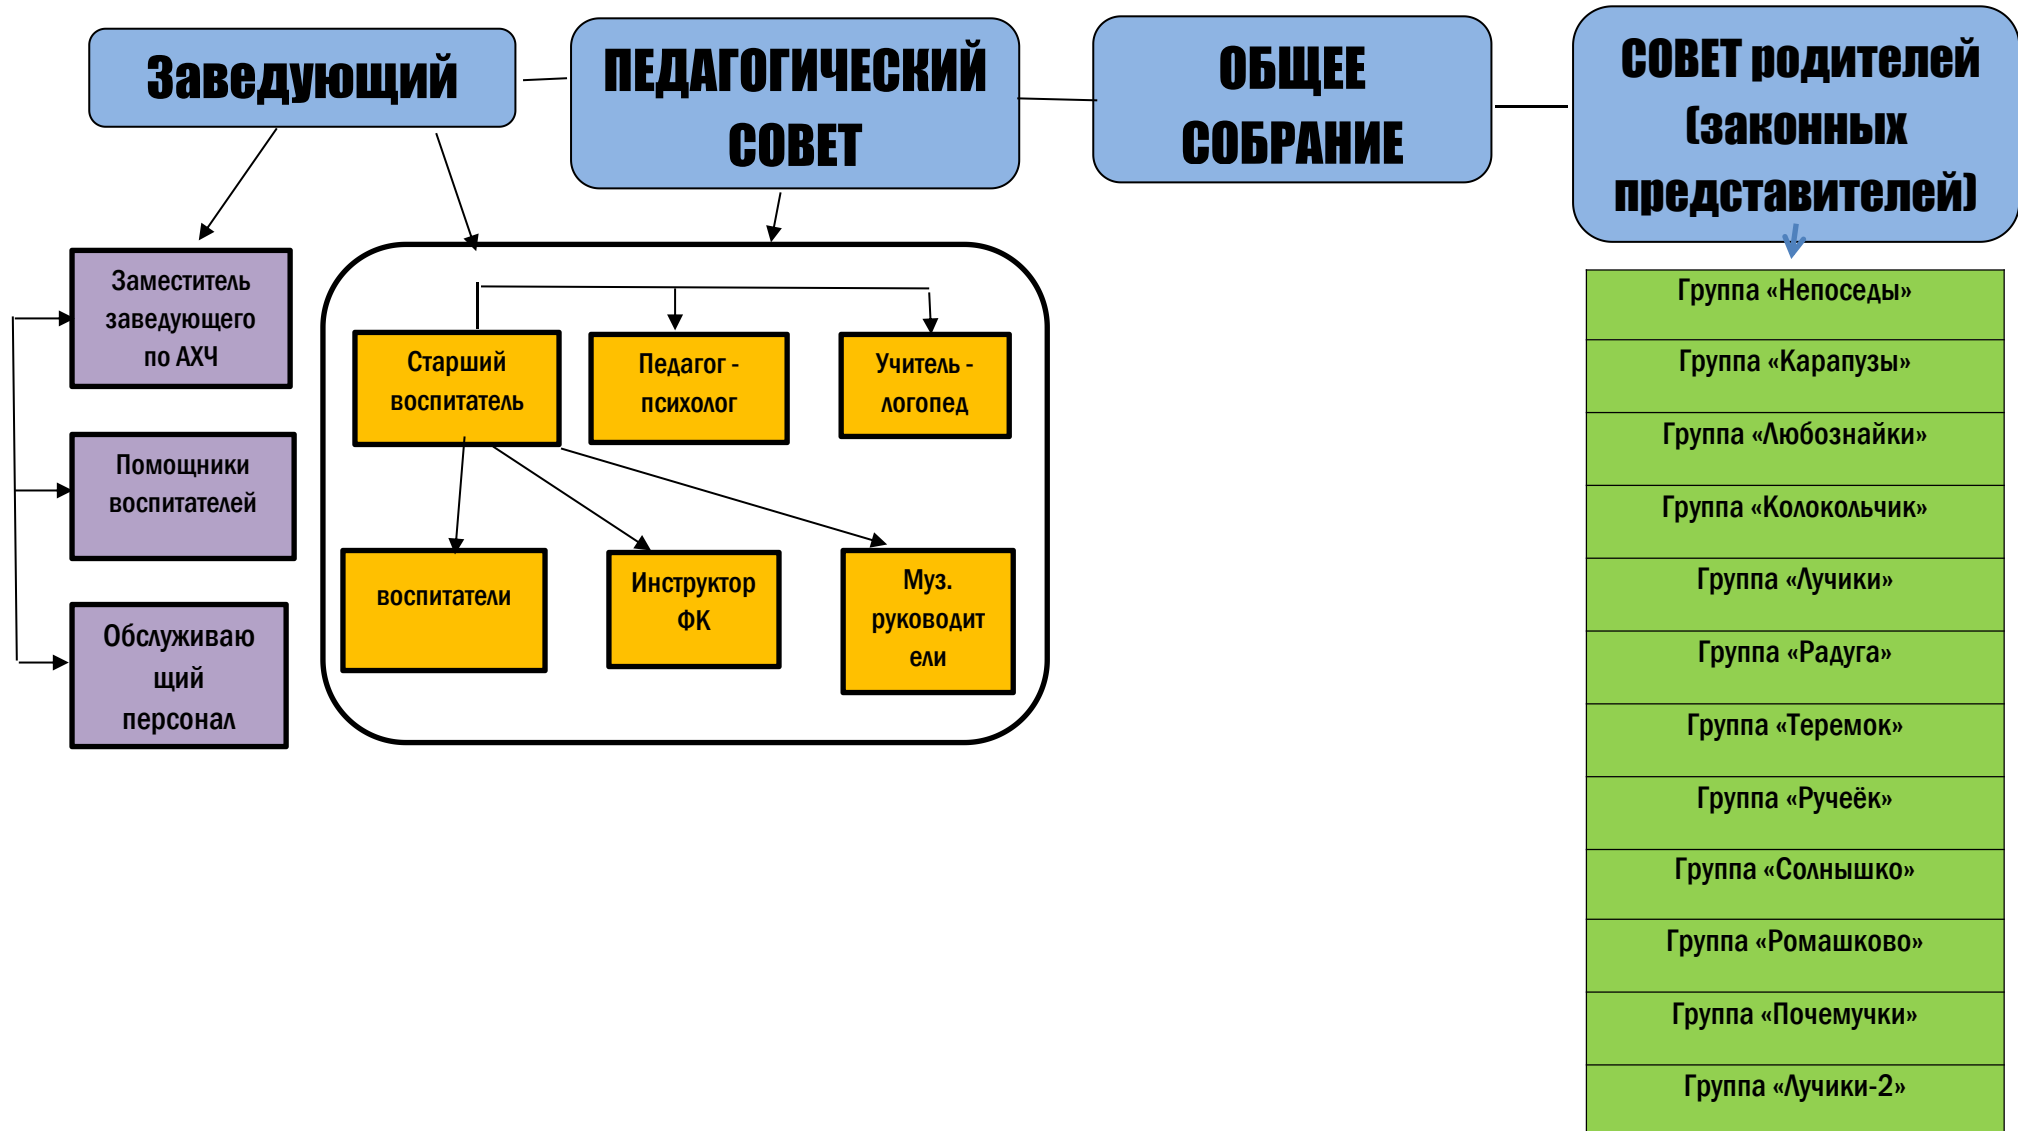 Заведующий
ПЕДАГОГИЧЕСКИЙ
СОВЕТ
ОБЩЕЕ
СОБРАНИЕ
СОВЕТ родителей
(законных
представителей)
Заместитель
заведующего
по АХЧ
Помощники
воспитателей
Обслуживаю
щий
персонал
Старший
воспитатель
Педагог -
психолог
Учитель -
логопед
воспитатели
Инструктор
ФК
Муз.
руководит
ели
Группа «Непоседы»
Группа «Карапузы»
Группа «Любознайки»
Группа «Колокольчик»
Группа «Лучики»
Группа «Радуга»
Группа «Теремок»
Группа «Ручеёк»
Группа «Солнышко»
Группа «Ромашково»
Группа «Почемучки»
Группа «Лучики-2»